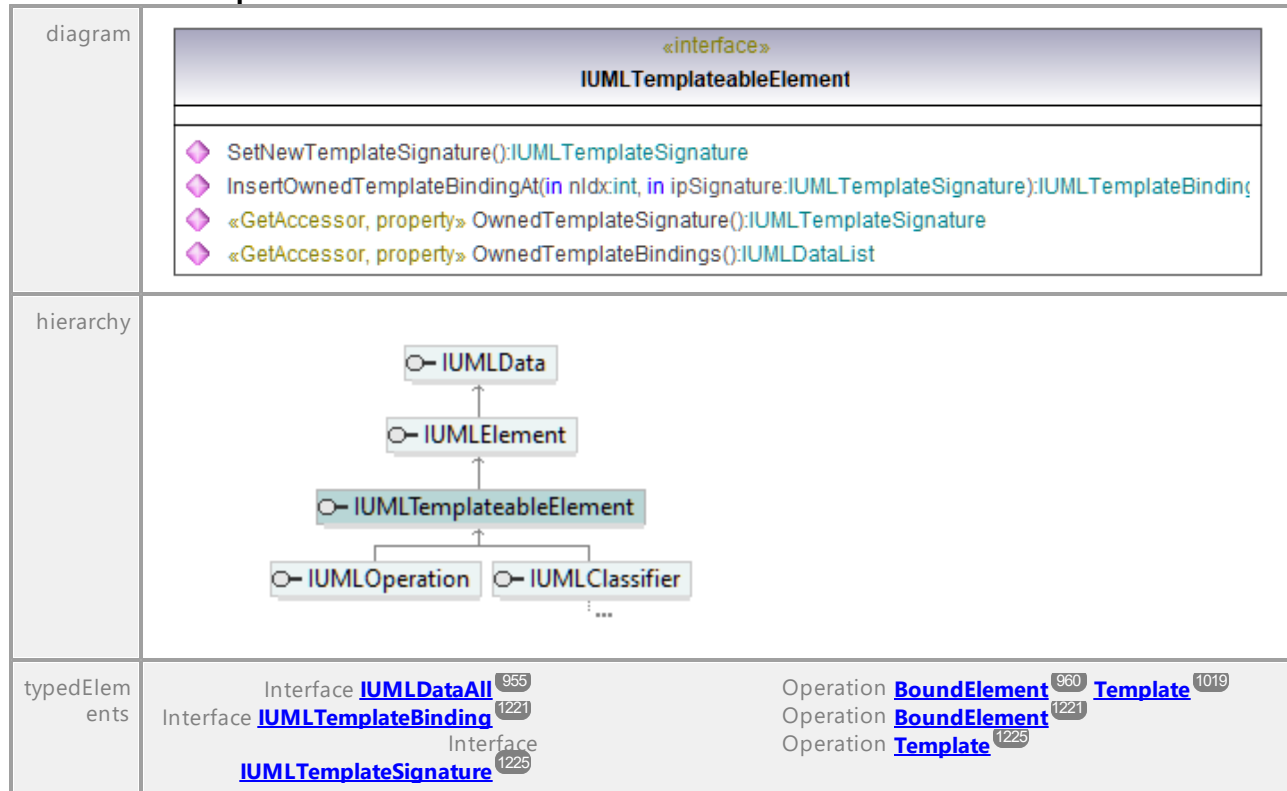 diagram
«interface»
IUMLTemplateableElement
SetNewTemplateSignature():IUMLTemplateSignature
InsertOwnedTemplateBindingAt(in nIdx:int, in ipSignature:IUMLTemplateSignature):IUMLTemplateBinding
«GetAccessor, property» OwnedTemplateSignature():IUMLTemplateSignature
«GetAccessor, property» OwnedTemplateBindings():IUMLDataList
hierarchy
IUMLData
IUMLElement
IUMLTemplateableElement
IUMLOperation IUMLClassifier
...
typedElem
ents
Interface IUMLDataAll 955 Operation BoundElement 960 Template 1019
Interface IUMLTemplateBinding 1221 Operation BoundElement 1221
Interface Operation Template 1225
IUMLTemplateSignature 1225